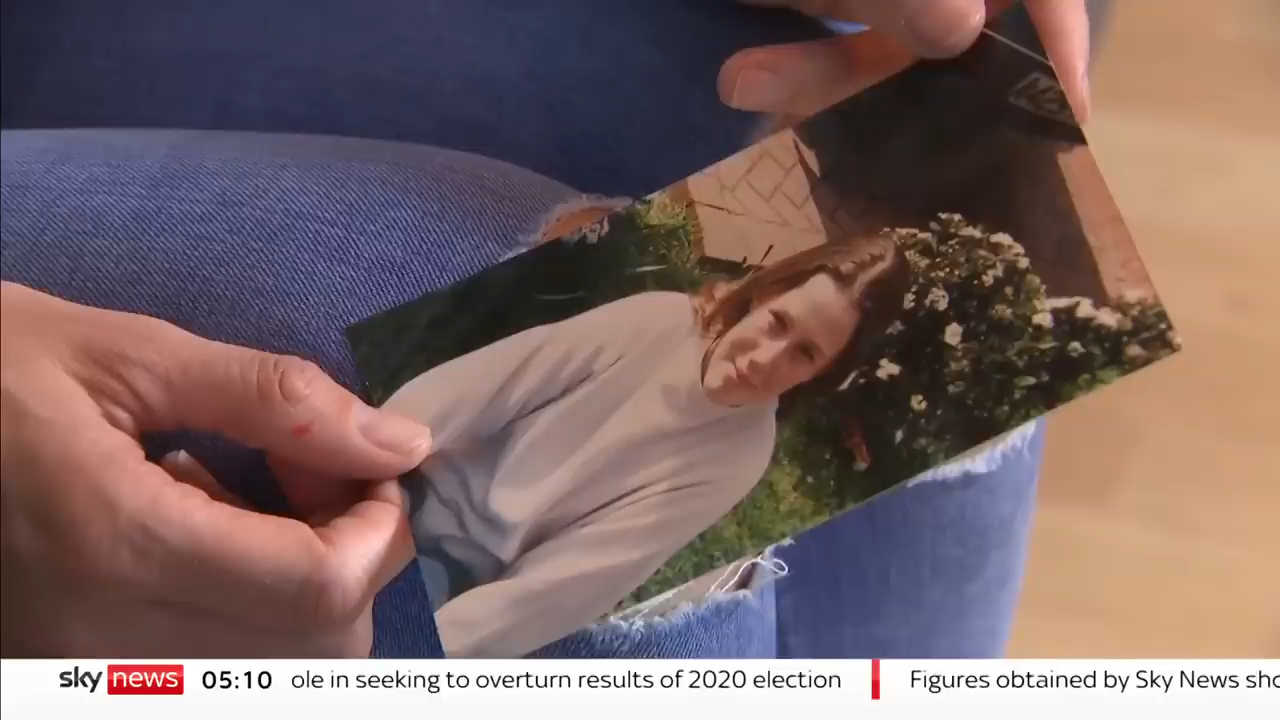 sky news 05:10 ole in seeking to overturn results of 2020 election Figures obtained by Sky News sho